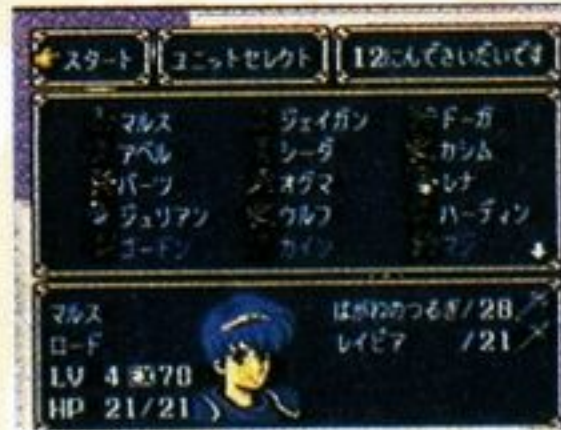 スタート ユニットセレクト 12にんでさいだいです
マルス ジェイガン ドーガ
アベル シーダ カシム
バーツ オグマ レナ
ジュリアン ウルフ ハーディン
ゴードン カイン マジ
マルス はがねのつるぎ/28
ロード レイピア /21
LV 4 70
HP 21/21